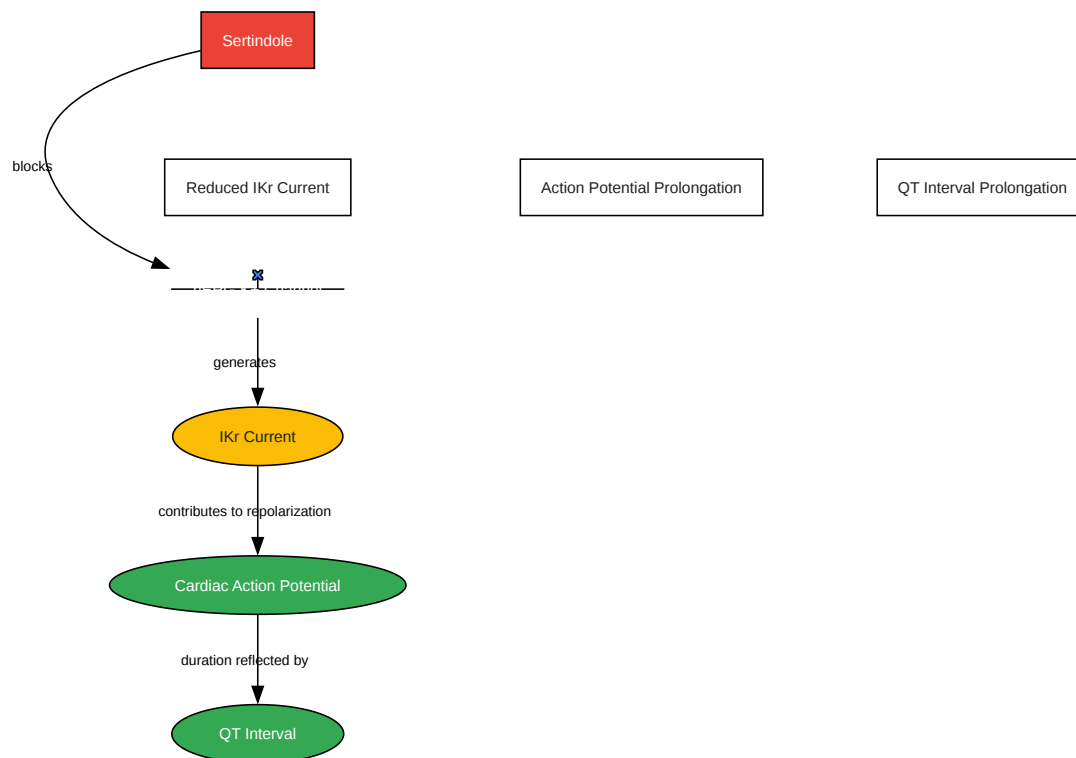 Sertindole
blocks
Reduced IKr Current
Action Potential Prolongation
QT Interval Prolongation
generates
IKr Current
contributes to repolarization
Cardiac Action Potential
duration reflected by
QT Interval